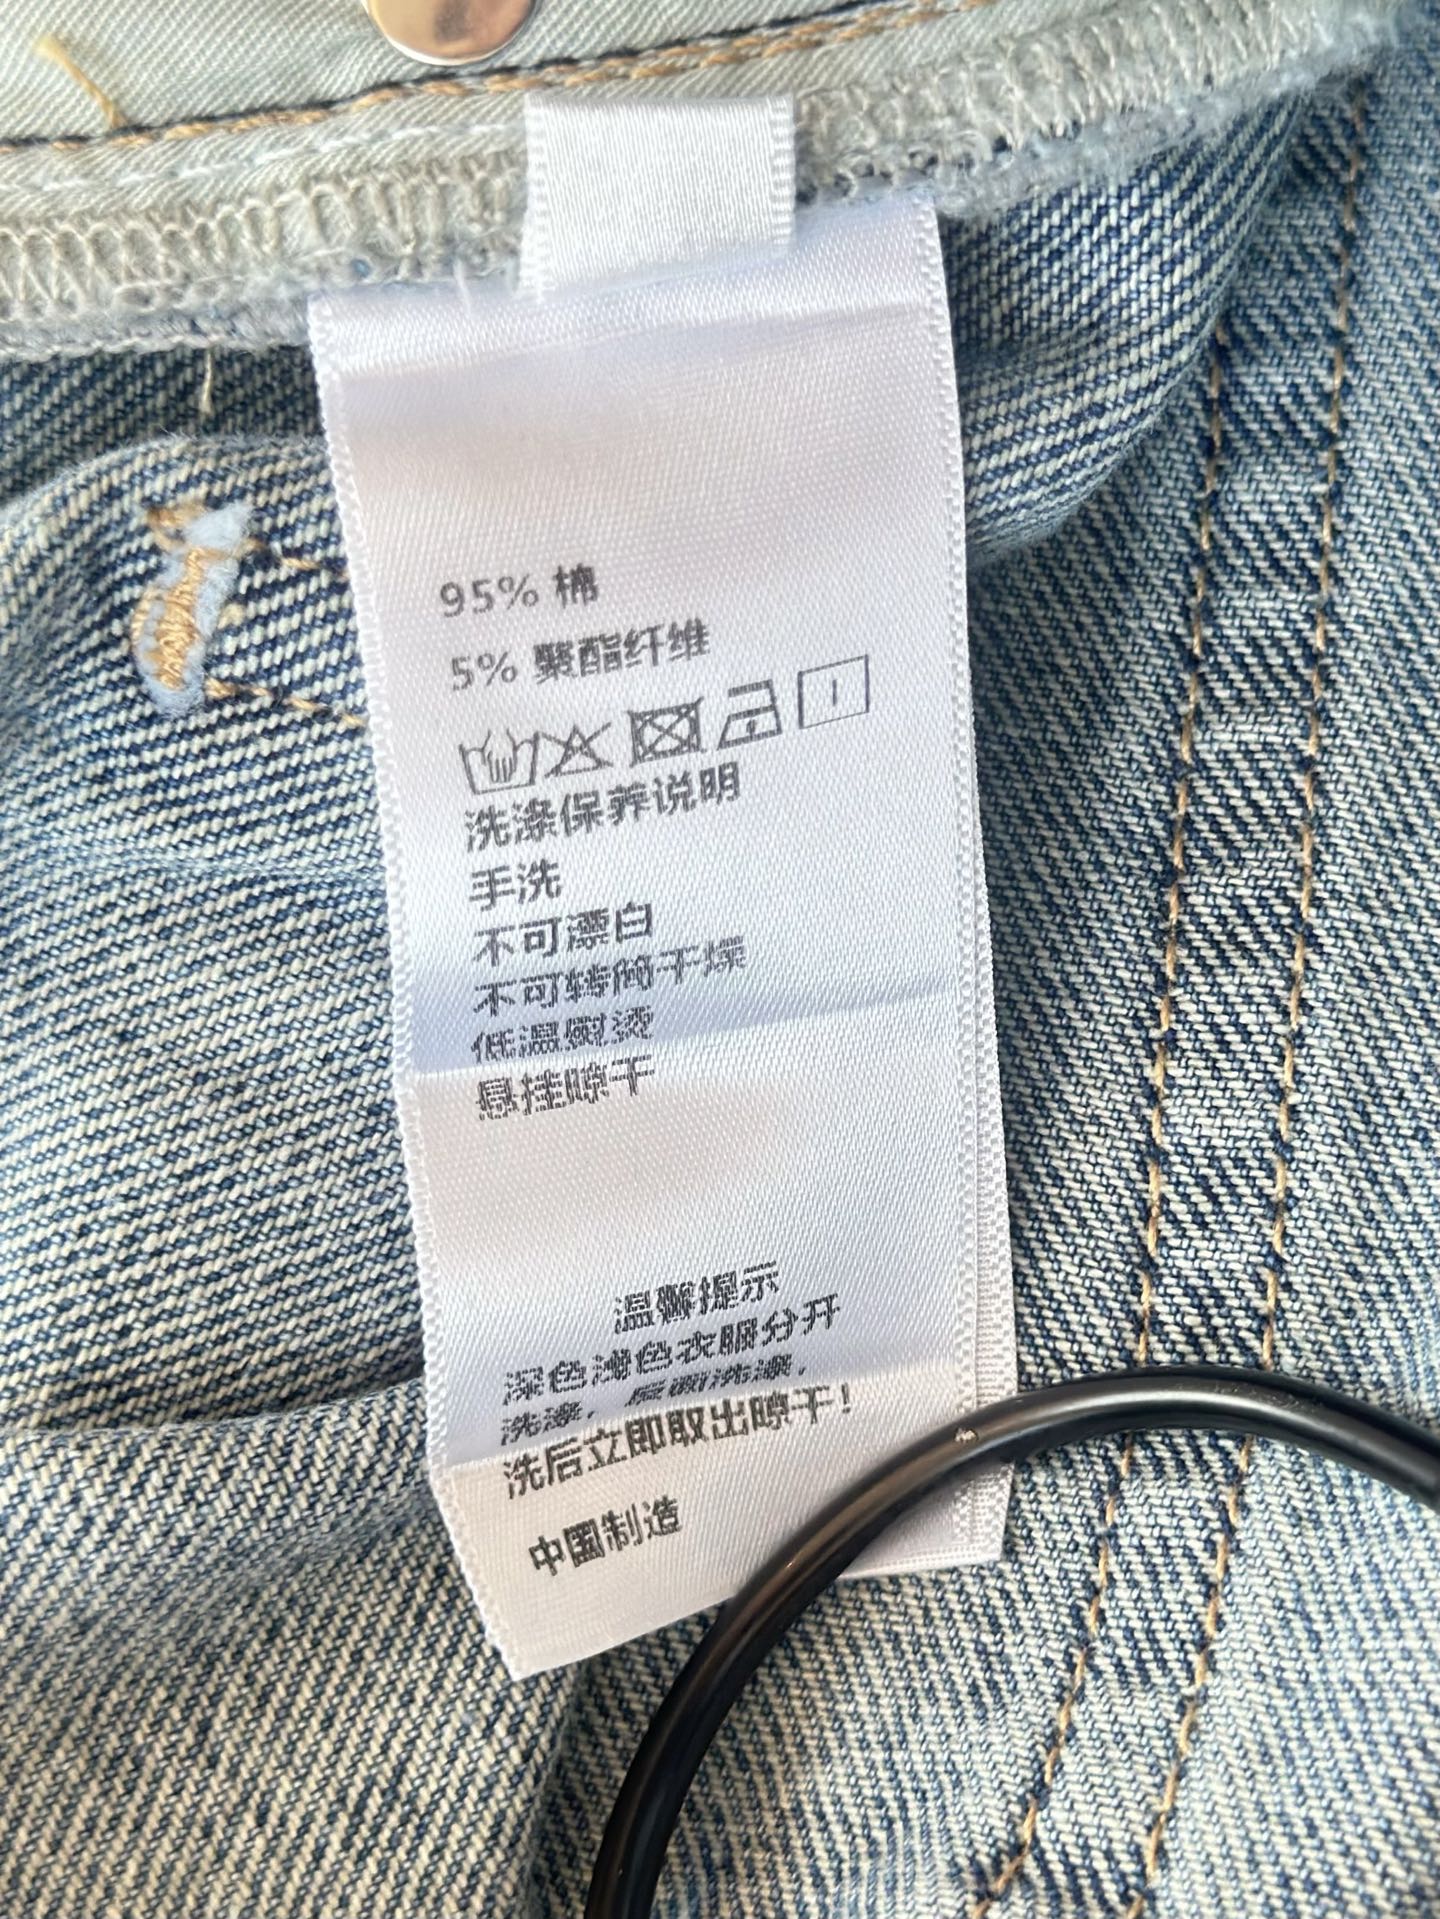 95% 棉
5% 聚酯纤维
洗涤保养说明
手洗
不可漂白
不可转筒干燥
低温熨烫
悬挂晾干
温馨提示
深色浅色衣服分开
洗涤，反面洗涤，
洗后立即取出晾干！
中国制造